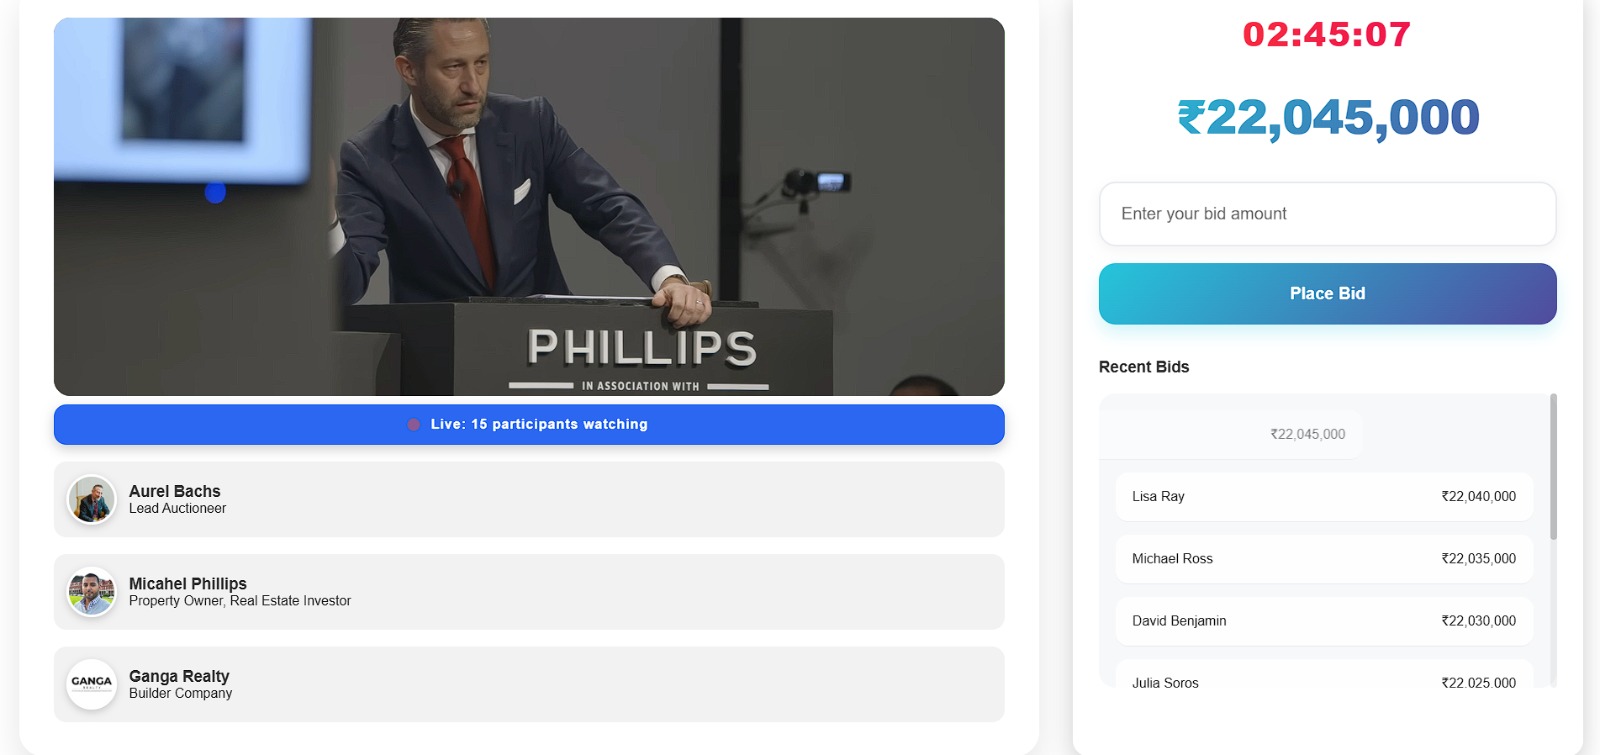 PHILLIPS
IN ASSOCIATION WITH
Live: 15 participants watching
Aurel Bachs
Lead Auctioneer
Micahel Phillips
Property Owner, Real Estate Investor
GANGA
REALTY
Ganga Realty
Builder Company
02:45:07
₹22,045,000
Enter your bid amount
Place Bid
Recent Bids
₹22,045,000
Lisa Ray ₹22,040,000
Michael Ross ₹22,035,000
David Benjamin ₹22,030,000
Julia Soros ₹22,025,000